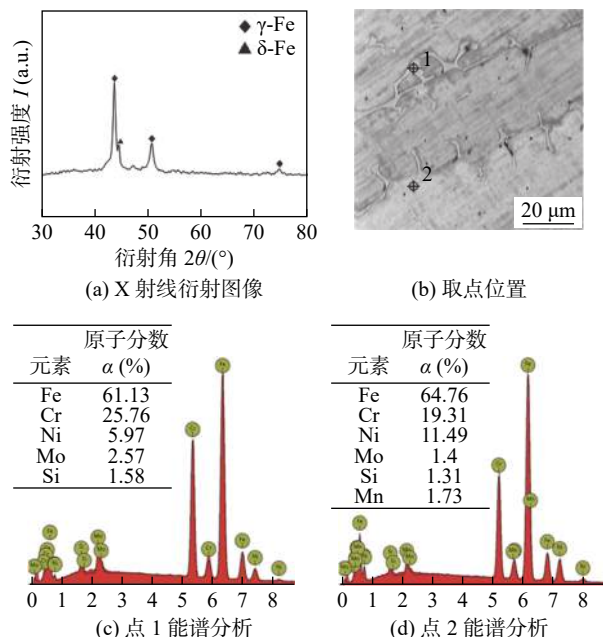 ◆ γ-Fe
▲ δ-Fe
衍射强度 I (a.u.)
30 40 50 60 70 80
衍射角 2θ/(°)
(a) X 射线衍射图像
1
2
20 μm
(b) 取点位置
原子分数
元素 α (%)
Fe 61.13
Cr 25.76
Ni 5.97
Mo 2.57
Si 1.58
0 1 2 3 4 5 6 7 8
(c) 点 1 能谱分析
原子分数
元素 α (%)
Fe 64.76
Cr 19.31
Ni 11.49
Mo 1.4
Si 1.31
Mn 1.73
0 1 2 3 4 5 6 7 8
(d) 点 2 能谱分析